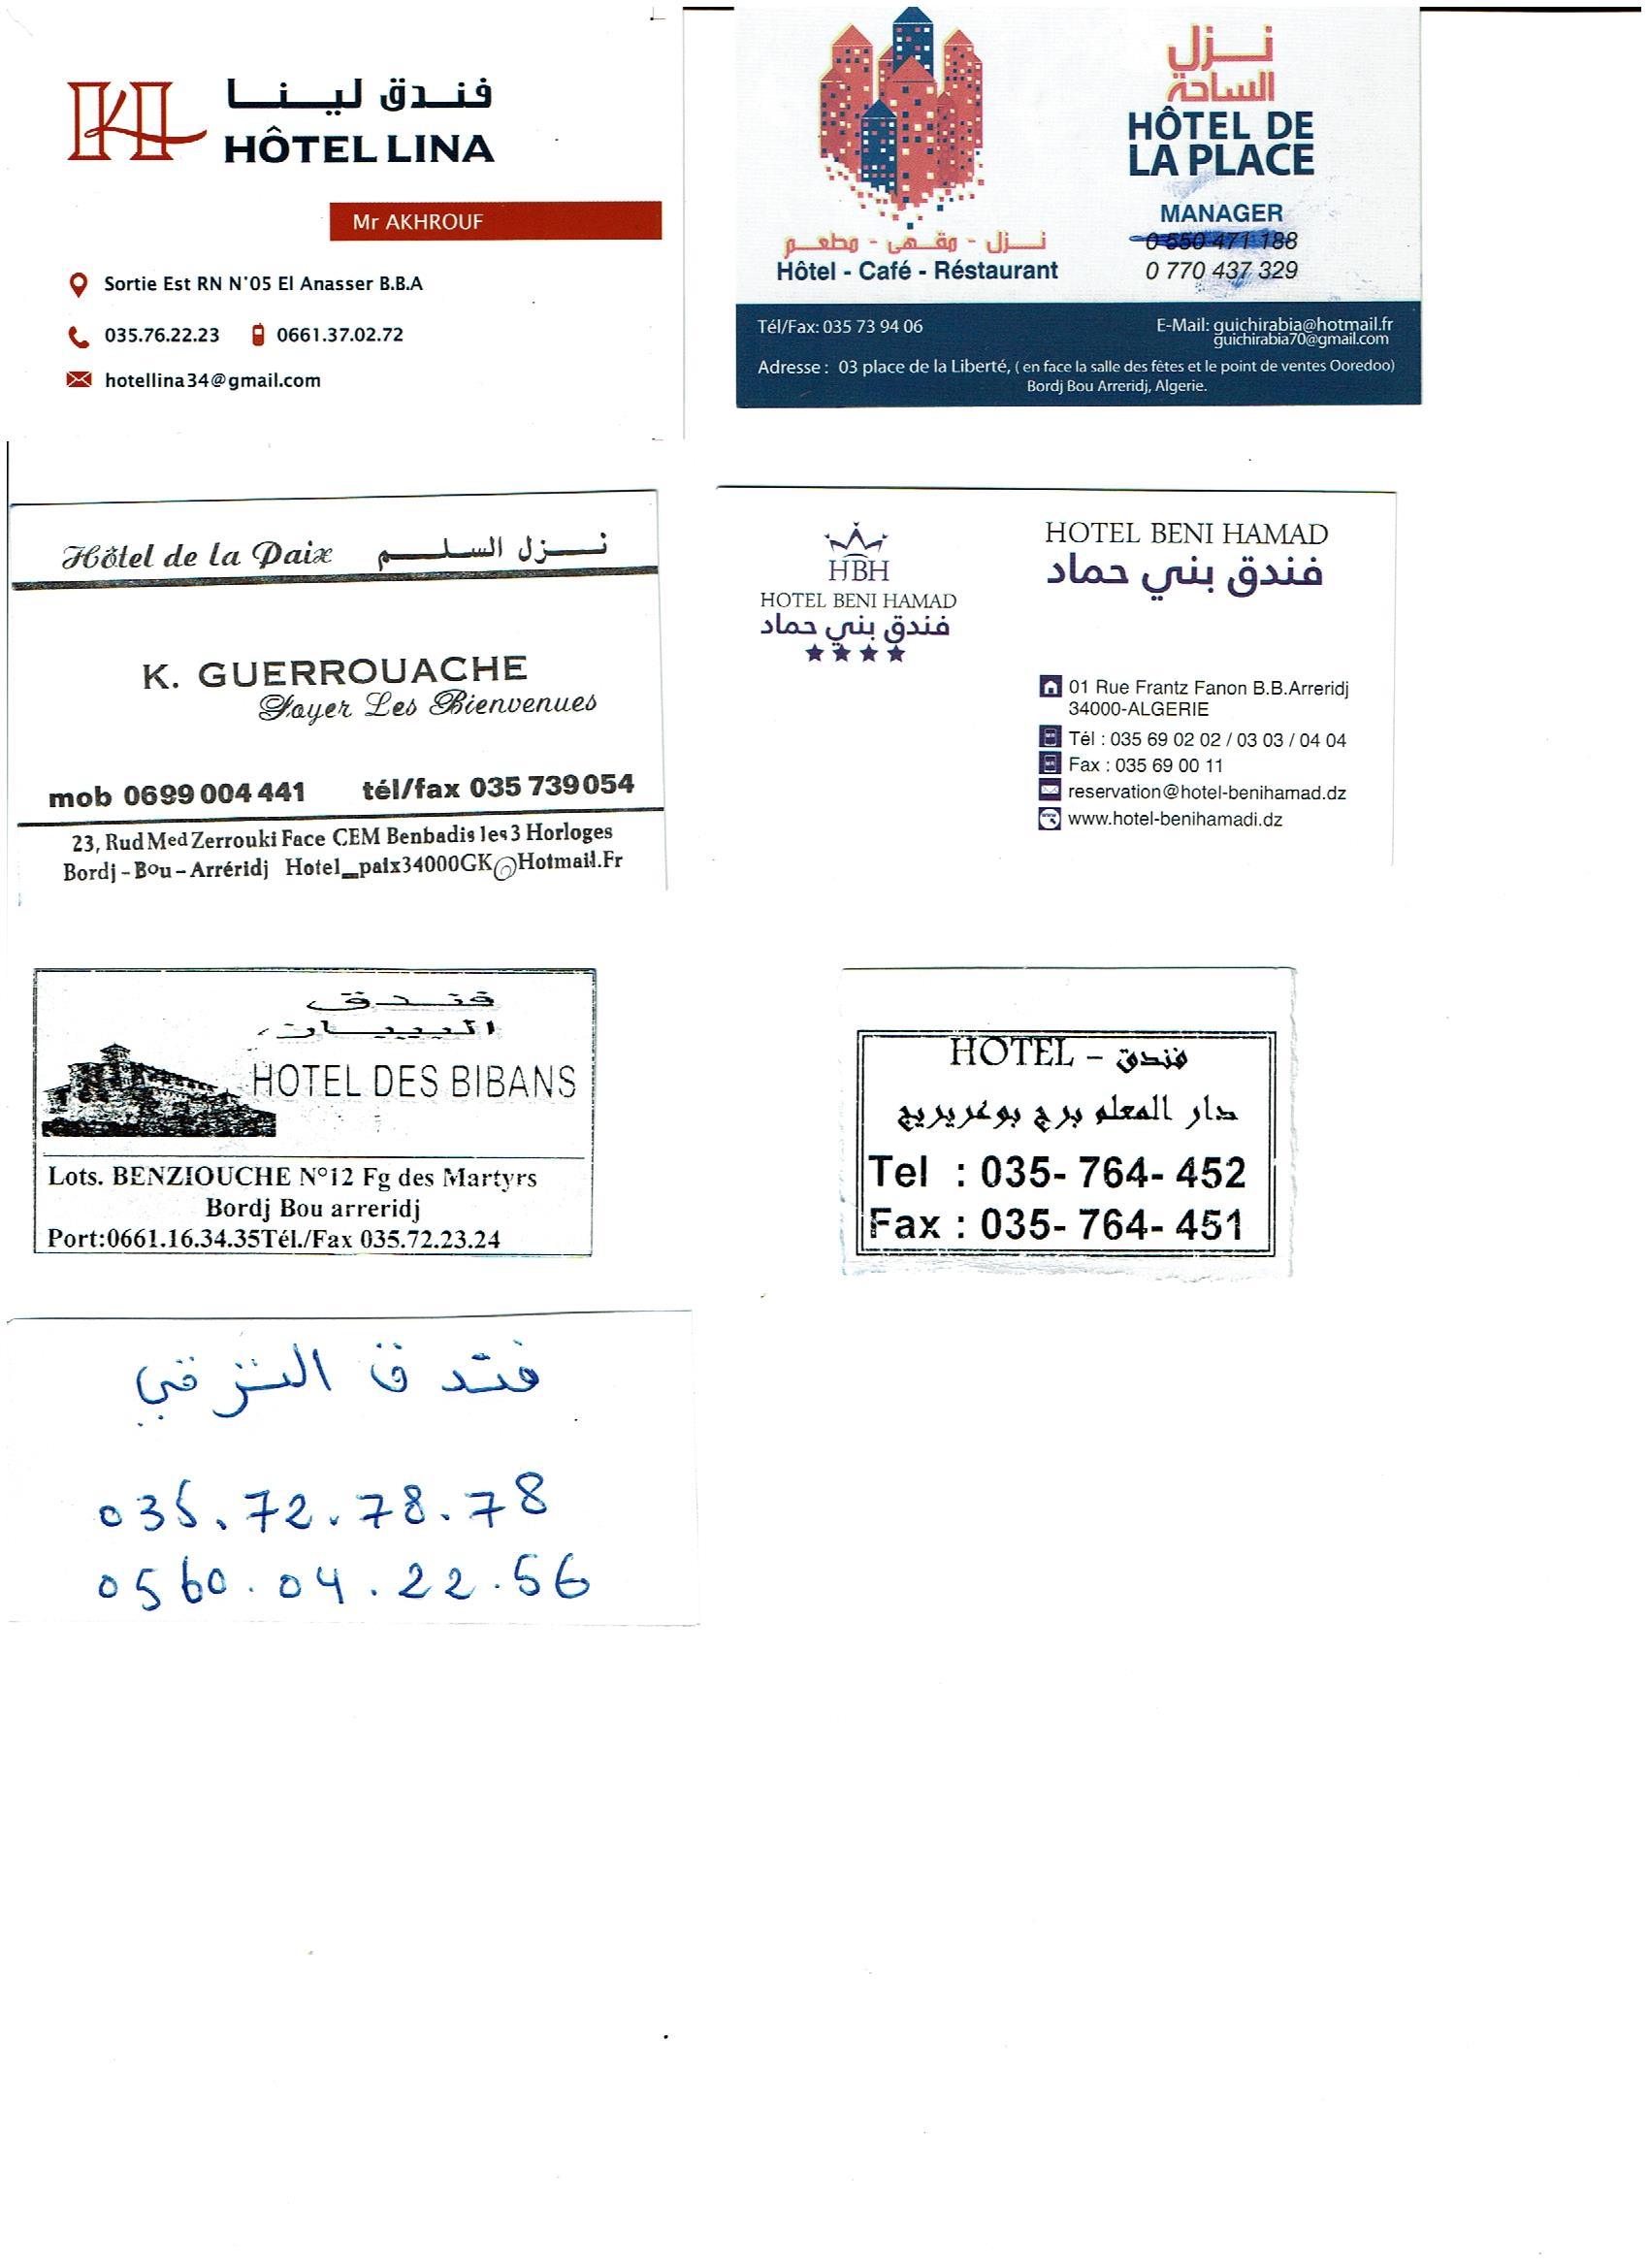 فندق لينا
HÔTEL LINA
Mr AKHROUF
Sortie Est RN N°05 El Anasser B.B.A
035.76.22.23 0661.37.02.72
hotellina34@gmail.com
نزل
الساحة
HÔTEL DE
LA PLACE
MANAGER
0 550 471 188
0 770 437 329
نزل - مقهى - مطعم
Hôtel - Café - Réstaurant
Tél/Fax: 035 73 94 06
E-Mail: guichirabia@hotmail.fr
guichirabia70@gmail.com
Adresse : 03 place de la Liberté, ( en face la salle des fêtes et le point de ventes Ooredoo)
Bordj Bou Arreridj, Algerie.
Hôtel de la Paix نزل السلم
K. GUERROUACHE
Foyer Les Bienvenues
mob 0699 004 441 tél/fax 035 739 054
23, Rud Med Zerrouki Face CEM Benbadis les 3 Horloges
Bordj - Bou - Arréridj Hotel_paix34000GK@Hotmail.Fr
HBH
HOTEL BENI HAMAD
فندق بني حماد
HOTEL BENI HAMAD
فندق بني حماد
01 Rue Frantz Fanon B.B.Arreridj
34000-ALGERIE
Tél : 035 69 02 02 / 03 03 / 04 04
Fax : 035 69 00 11
reservation@hotel-benihamad.dz
www.hotel-benihamadi.dz
فندق
البيبان
HOTEL DES BIBANS
Lots. BENZIOUCHE N°12 Fg des Martyrs
Bordj Bou arreridj
Port:0661.16.34.35Tél./Fax 035.72.23.24
HOTEL - فندق
دار المعلم برج بوعريريج
Tel : 035- 764- 452
Fax : 035- 764- 451
فندق
035.72.78.78
0560.04.22.56